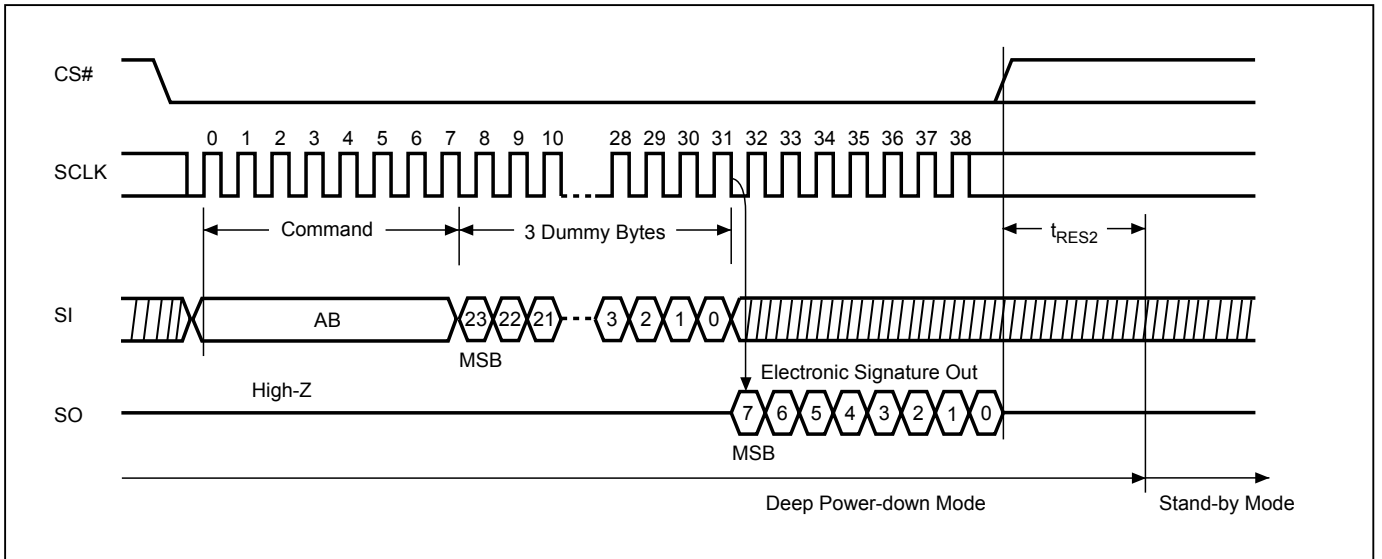 CS#
0 1 2 3 4 5 6 7 8 9 10 28 29 30 31 32 33 34 35 36 37 38
SCLK
Command 3 Dummy Bytes tRES2
SI AB 23 22 21 3 2 1 0
MSB
Electronic Signature Out
High-Z
SO 7 6 5 4 3 2 1 0
MSB
Deep Power-down Mode Stand-by Mode